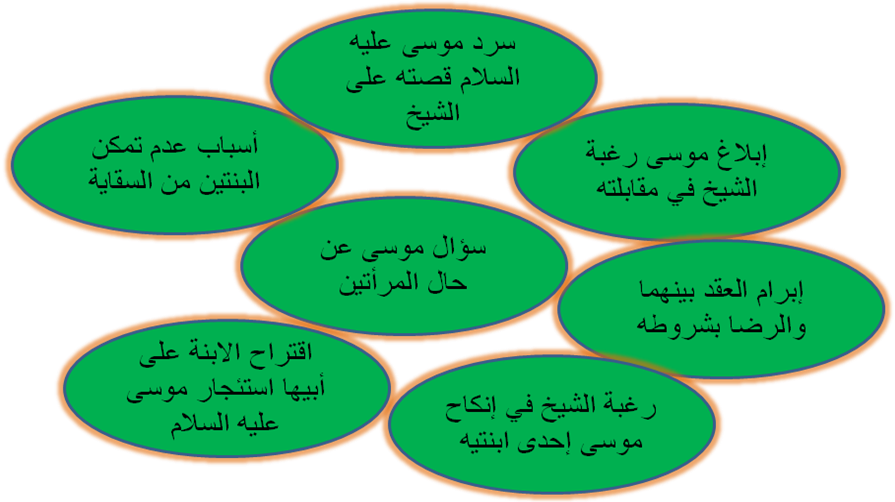 سرد موسى عليه
السلام قصته على
الشيخ
إبلاغ موسى رغبة
الشيخ في مقابلته
أسباب عدم تمكن
البنتين من السقاية
سؤال موسى عن
حال المرأتين
إبرام العقد بينهما
والرضا بشروطه
اقتراح الابنة على
أبيها استئجار موسى
عليه السلام
رغبة الشيخ في إنكاح
موسى إحدى ابنتيه